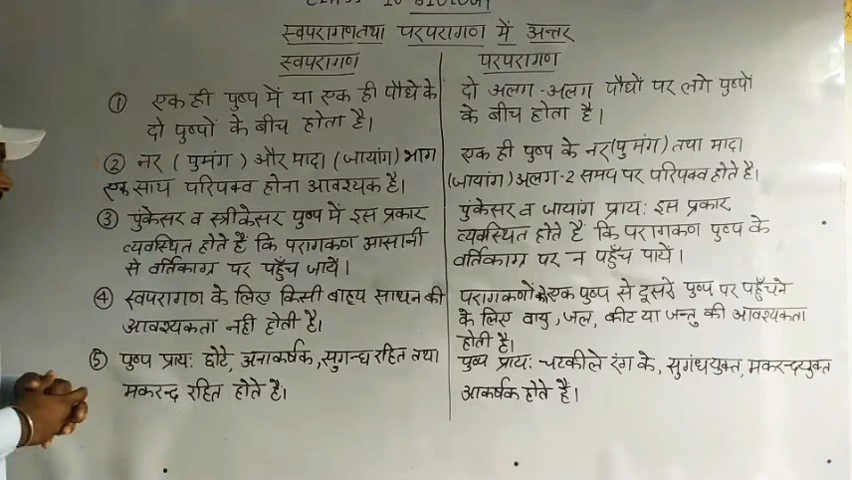 CLASS 10 BIOLOGY
स्वपरागण तथा परपरागण में अन्तर
स्वपरागण
① एक ही पुष्प में या एक ही पौधे के
दो पुष्पों के बीच होता है।
② नर (पुमंग) और मादा (जायांग) भाग
एक साथ परिपक्व होना आवश्यक है।
③ पुंकेसर व स्त्रीकेसर पुष्प में इस प्रकार
व्यवस्थित होते हैं कि परागकण आसानी
से वर्तिकाग्र पर पहुँच जायें।
④ स्वपरागण के लिए किसी बाह्य साधन की
आवश्यकता नही होती है।
⑤ पुष्प प्रायः छोटे, अनाकर्षक, सुगन्ध रहित तथा
मकरन्द रहित होते हैं।
परपरागण
दो अलग-अलग पौधों पर लगे पुष्पों
के बीच होता है।
एक ही पुष्प के नर (पुमंग) तथा मादा
(जायांग) अलग-2 समय पर परिपक्व होते है।
पुंकेसर व जायांग प्रायः इस प्रकार
व्यवस्थित होते हैं कि परागकण पुष्प के
वर्तिकाग्र पर न पहुँच पायें।
परागकणों को एक पुष्प से दूसरे पुष्प पर पहुँचने
के लिए वायु, जल, कीट या जन्तु की आवश्यकता
होती है।
पुष्प प्रायः चटकीले रंग के, सुगंधयुक्त, मकरन्दयुक्त
आकर्षक होते हैं।